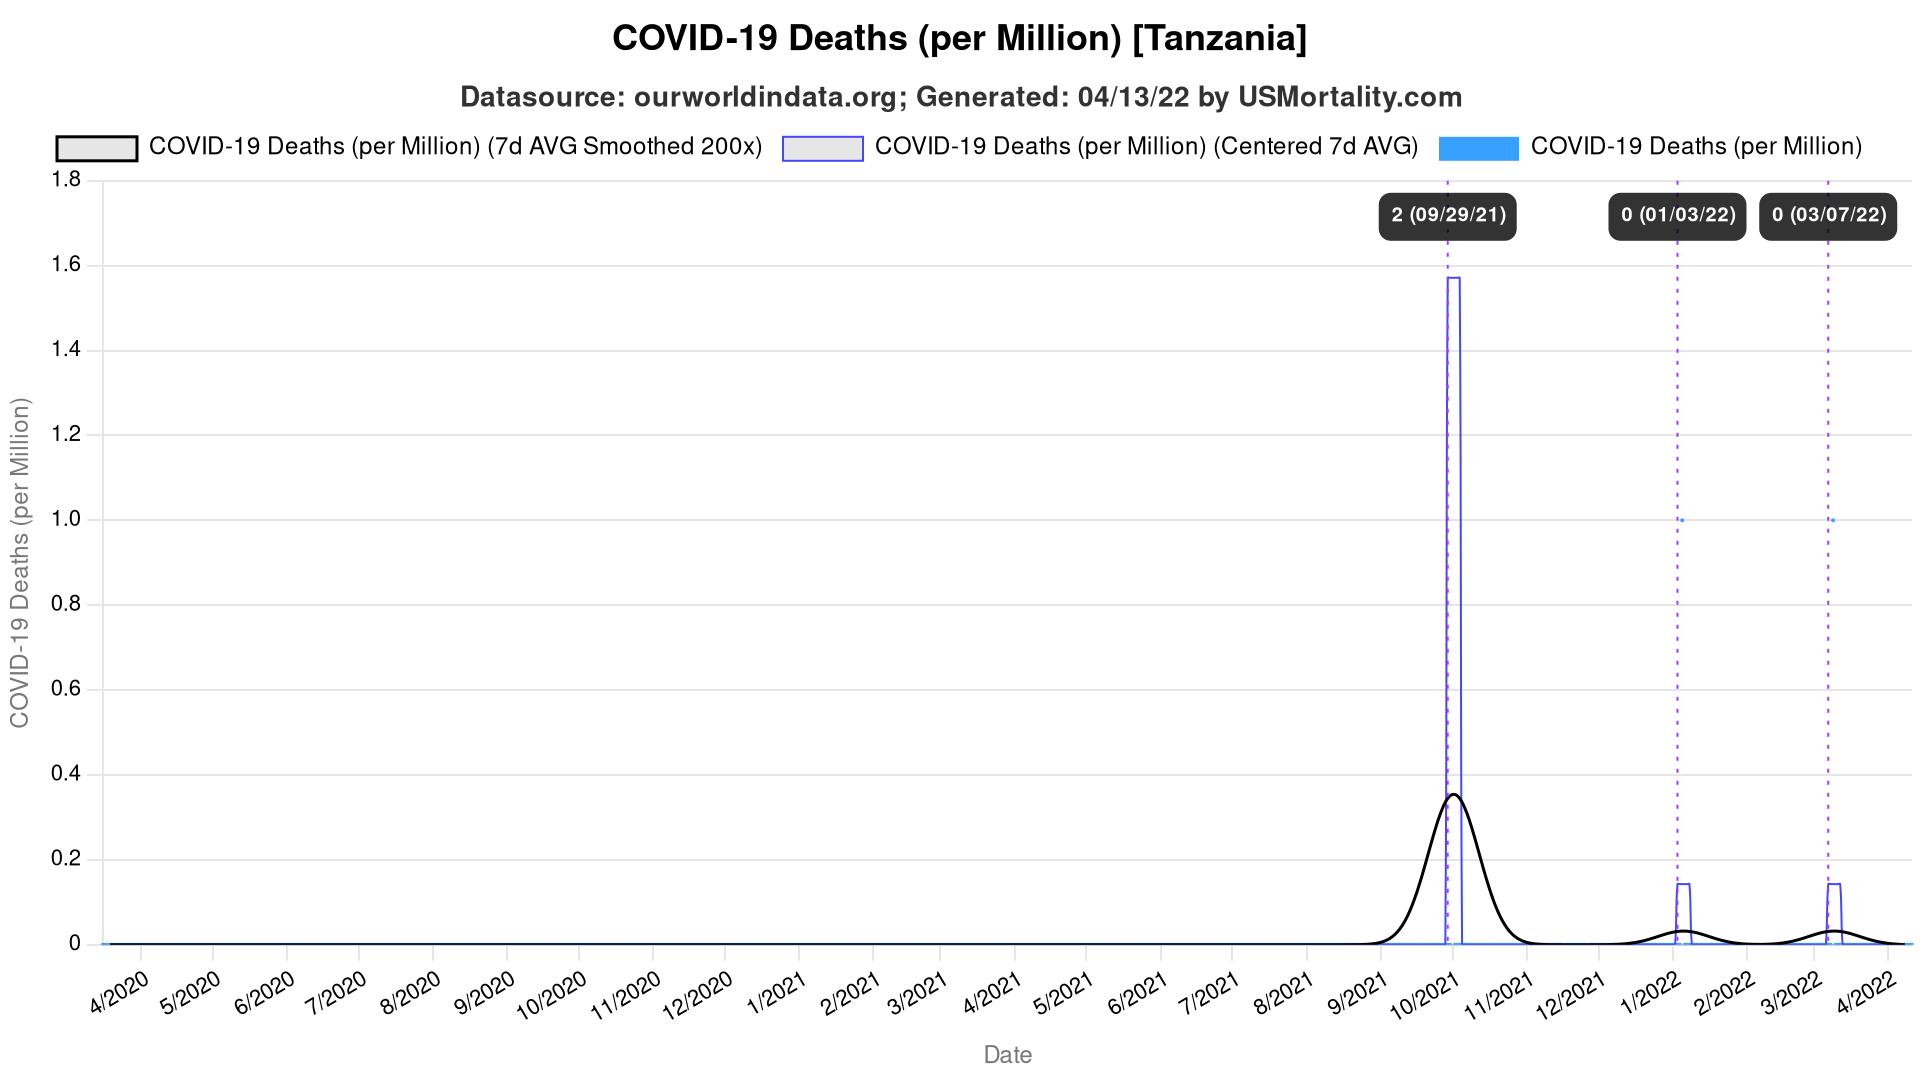 COVID-19 Deaths (per Million) [Tanzania]
Datasource: ourworldindata.org; Generated: 04/13/22 by USMortality.com
COVID-19 Deaths (per Million) (7d AVG Smoothed 200x) COVID-19 Deaths (per Million) (Centered 7d AVG) COVID-19 Deaths (per Million)
2 (09/29/21) 0 (01/03/22) 0 (03/07/22)
COVID-19 Deaths (per Million)
1.8
1.6
1.4
1.2
1.0
0.8
0.6
0.4
0.2
0
4/2020 5/2020 6/2020 7/2020 8/2020 9/2020 10/2020 11/2020 12/2020 1/2021 2/2021 3/2021 4/2021 5/2021 6/2021 7/2021 8/2021 9/2021 10/2021 11/2021 12/2021 1/2022 2/2022 3/2022 4/2022
Date